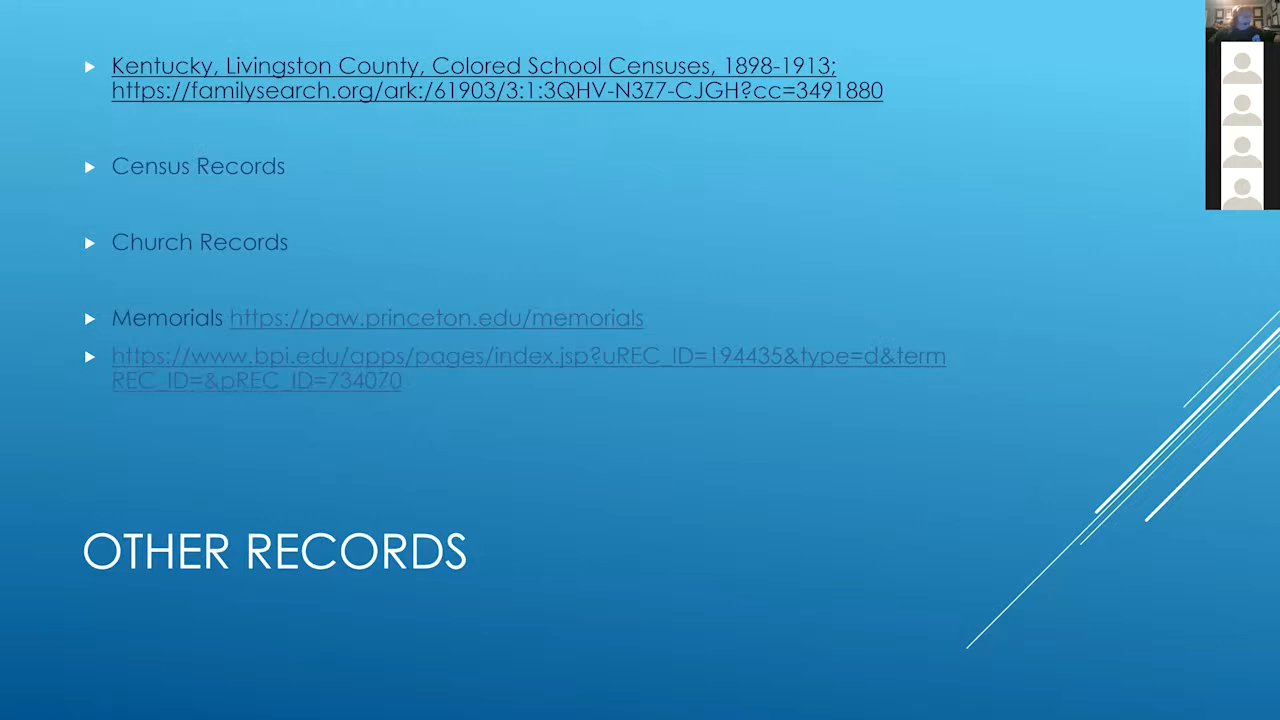 Kentucky, Livingston County, Colored School Censuses, 1898-1913;
https://familysearch.org/ark:/61903/3:1:3QHV-N3Z7-CJGH?cc=3491880
Census Records
Church Records
Memorials https://paw.princeton.edu/memorials
https://www.bpi.edu/apps/pages/index.jsp?uREC_ID=194435&type=d&term
REC_ID=&pREC_ID=734070
OTHER RECORDS